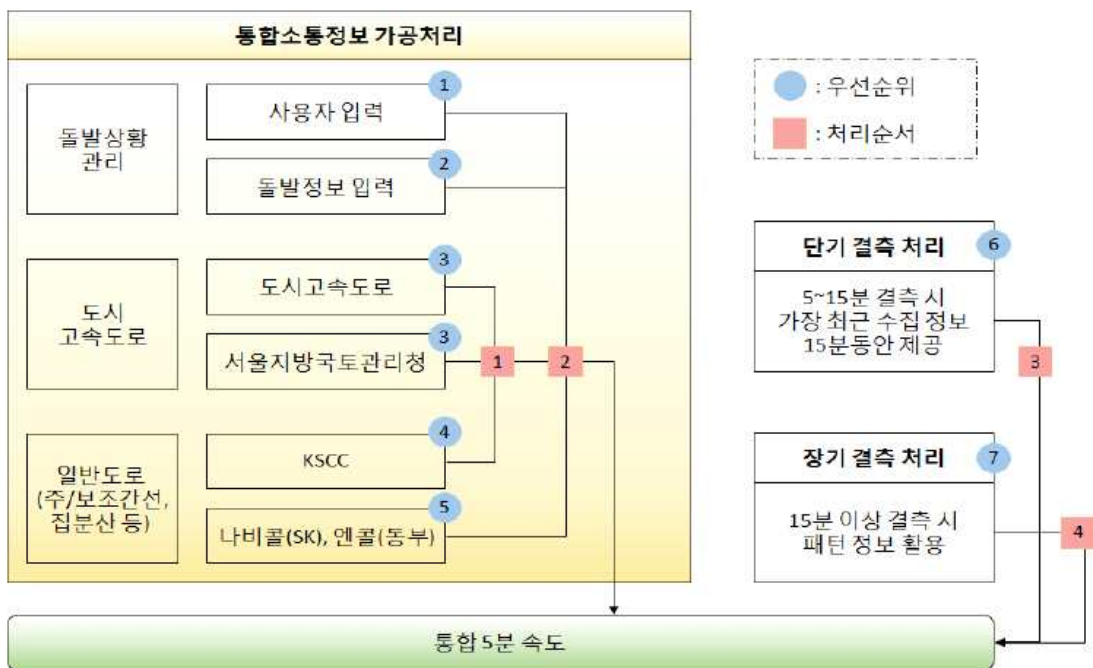 통합소통정보 가공처리
돌발상황
관리
1
사용자 입력
2
돌발정보 입력
도시
고속도로
3
도시고속도로
3
서울지방국토관리청
1
2
일반도로
(주/보조간선,
집분산 등)
4
KSCC
5
나비콜(SK), 엔콜(동부)
: 우선순위
: 처리순서
단기 결측 처리
6
5~15분 결측 시
가장 최근 수집 정보
15분동안 제공
3
장기 결측 처리
7
15분 이상 결측 시
패턴 정보 활용
4
통합 5분 속도